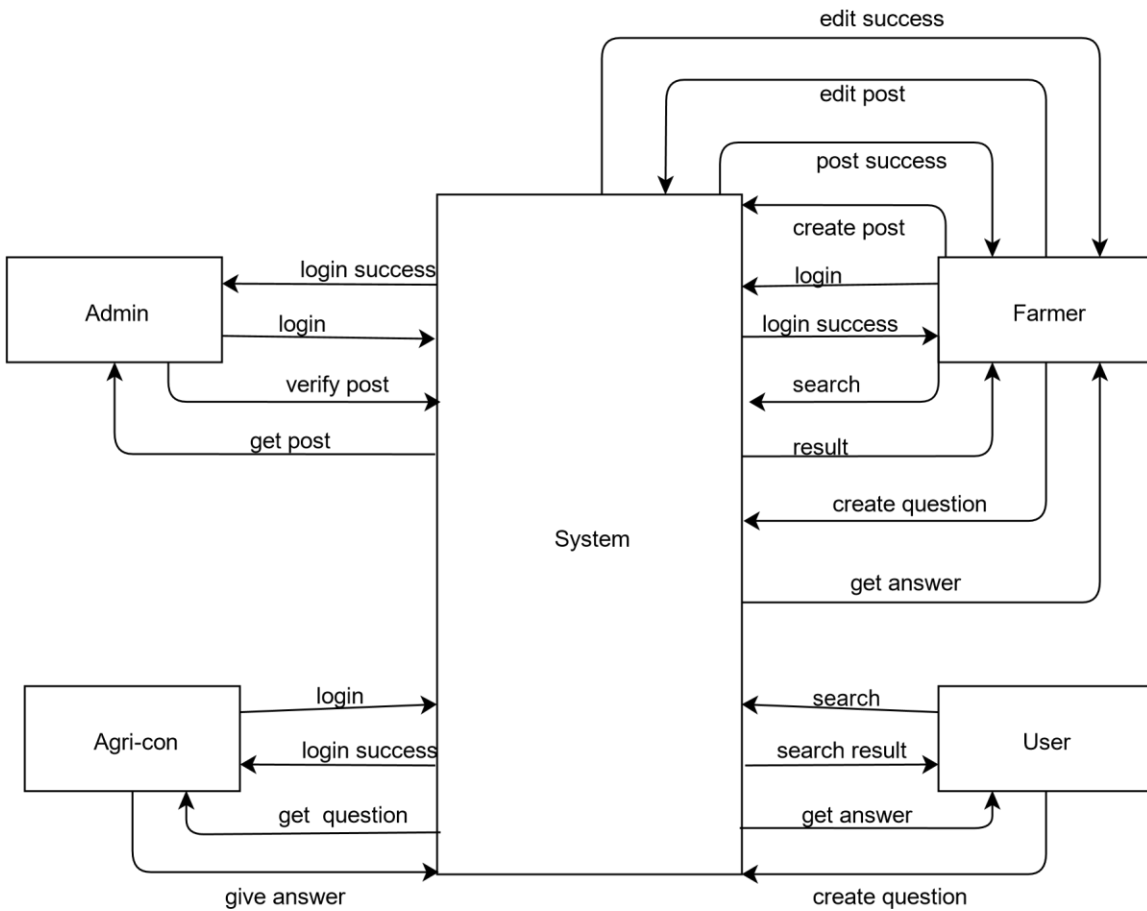 edit success
edit post
post success
create post
login success
login
Admin
login
login success
Farmer
verify post
search
get post
result
create question
System
get answer
login
search
Agri-con
User
login success
search result
get question
get answer
give answer
create question